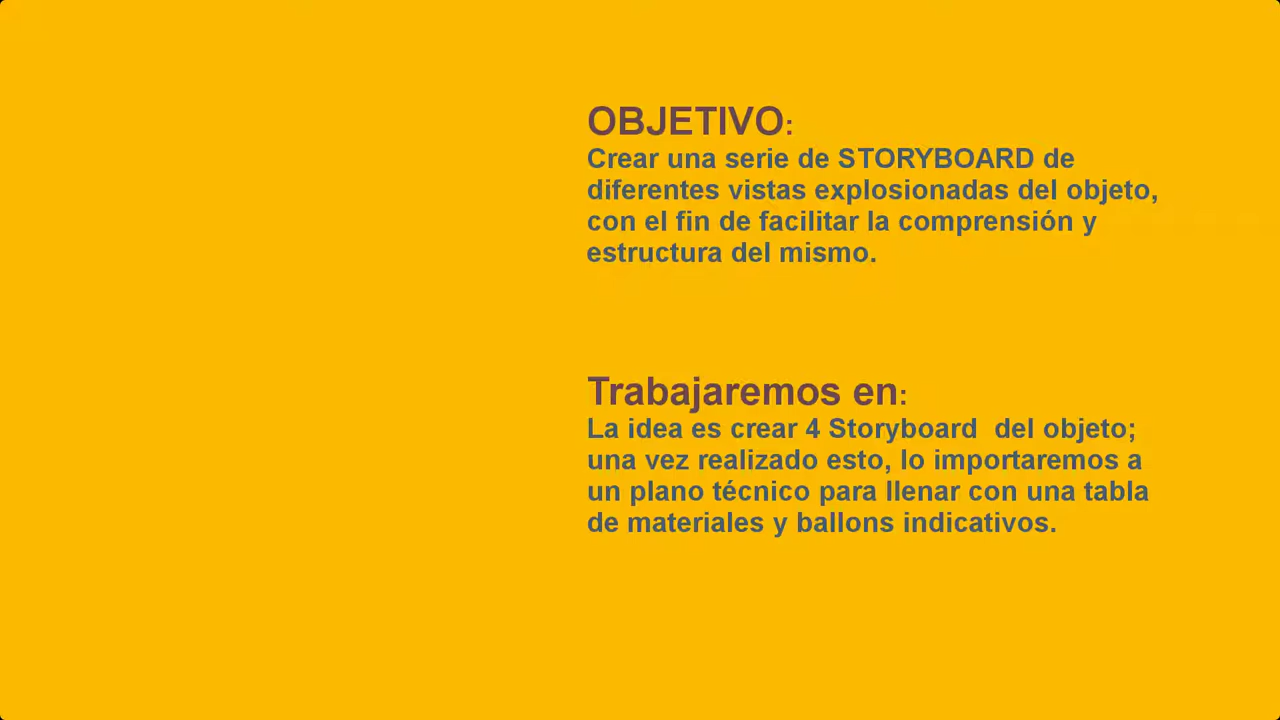 OBJETIVO:
Crear una serie de STORYBOARD de
diferentes vistas explosionadas del objeto,
con el fin de facilitar la comprensión y
estructura del mismo.
Trabajaremos en:
La idea es crear 4 Storyboard  del objeto;
una vez realizado esto, lo importaremos a
un plano técnico para llenar con una tabla
de materiales y ballons indicativos.